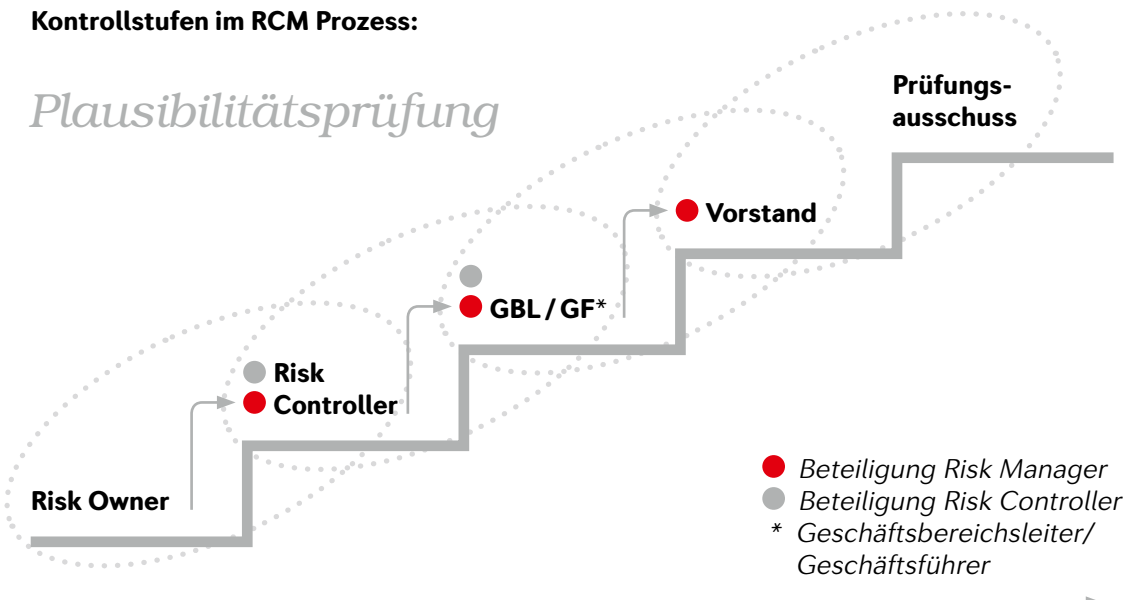 Kontrollstufen im RCM Prozess:
Plausibilitätsprüfung
Prüfungs-
ausschuss
Vorstand
GBL / GF*
Risk
Controller
Risk Owner
Beteiligung Risk Manager
Beteiligung Risk Controller
* Geschäftsbereichsleiter/
Geschäftsführer